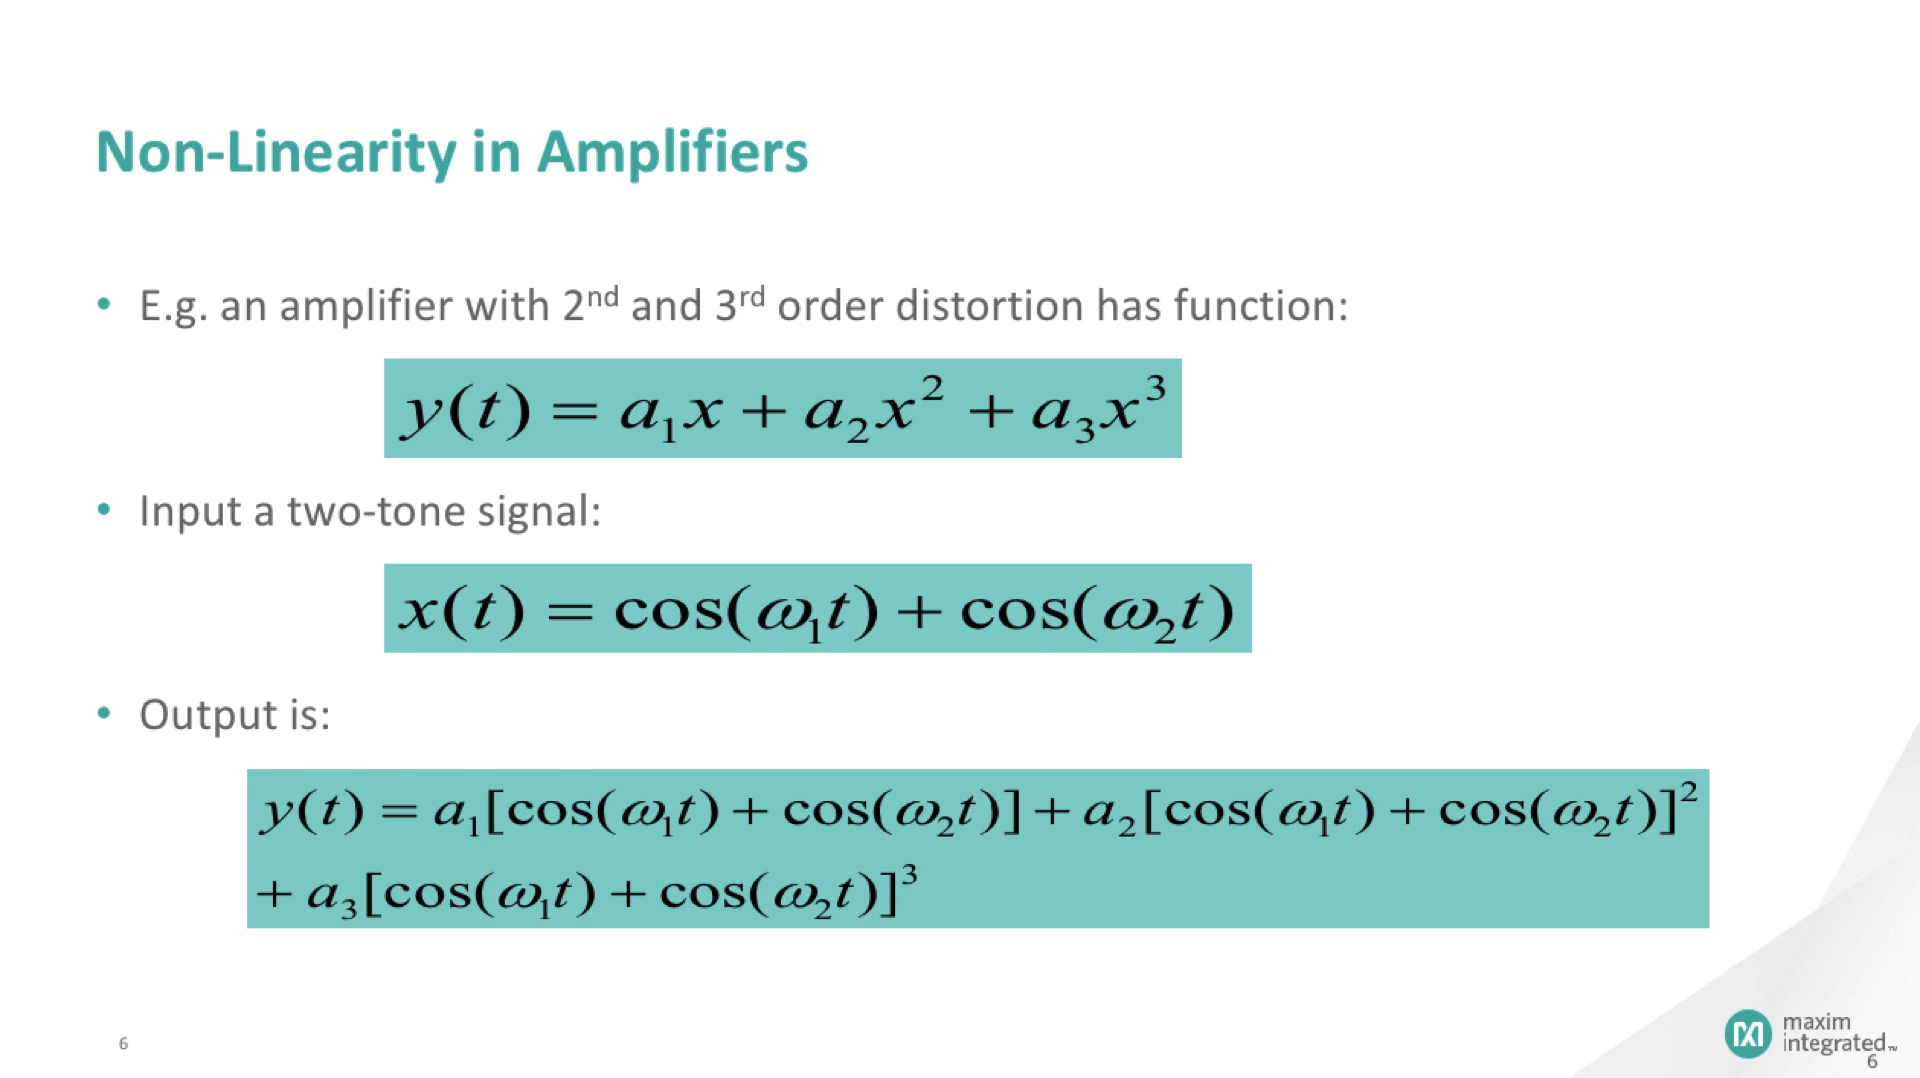 Non-Linearity in Amplifiers
• E.g. an amplifier with 2nd and 3rd order distortion has function:
y(t) = a₁x + a₂x² + a₃x³
• Input a two-tone signal:
x(t) = cos(ω₁t) + cos(ω₂t)
• Output is:
y(t) = a₁[cos(ω₁t) + cos(ω₂t)] + a₂[cos(ω₁t) + cos(ω₂t)]²
+ a₃[cos(ω₁t) + cos(ω₂t)]³
6
maxim
integrated™
6